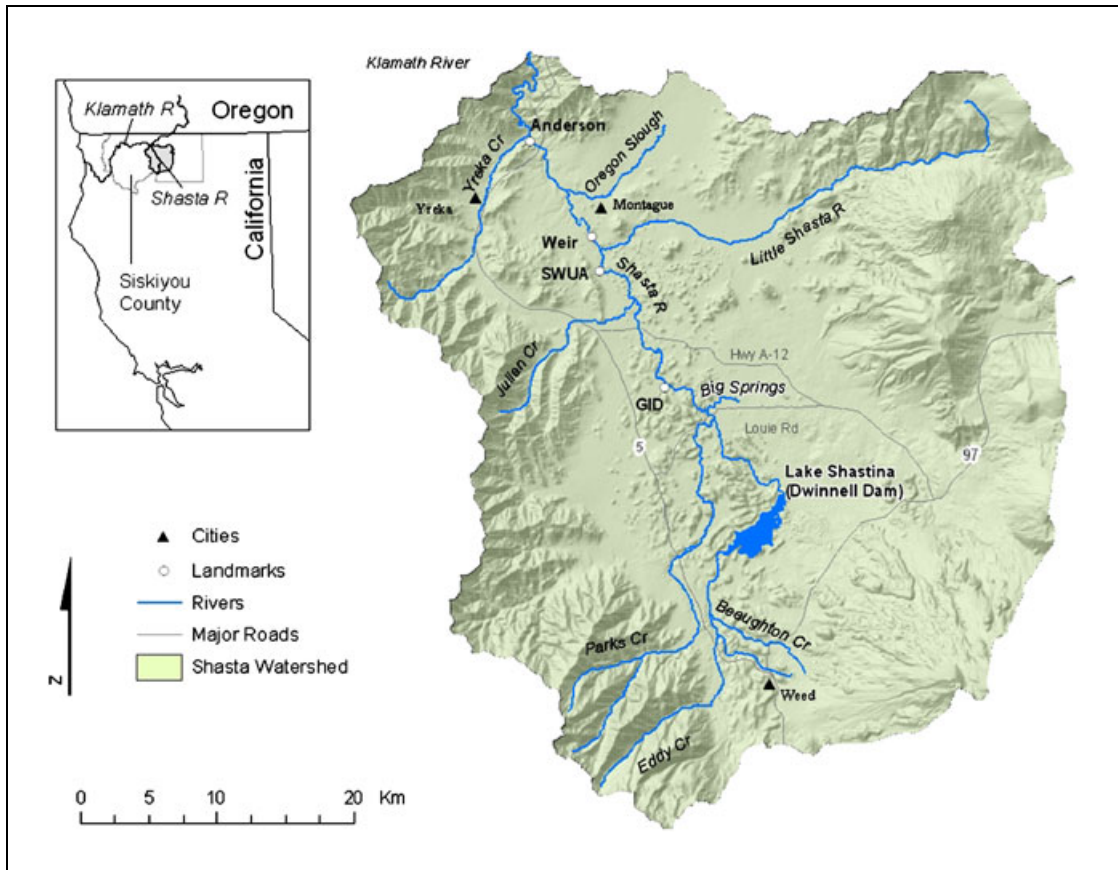 Klamath R
Oregon
Shasta R
California
Siskiyou
County
Klamath River
Anderson
Yreka Cr
Oregon Slough
Yreka
Montague
Weir
Little Shasta R
SWUA
Shasta R
Julien Cr
Hwy A-12
Big Springs
GID
Louie Rd
5
97
Lake Shastina
(Dwinnell Dam)
Beaughton Cr
Parks Cr
Weed
Eddy Cr
Cities
Landmarks
Rivers
Major Roads
Shasta Watershed
N
0 5 10 20 Km